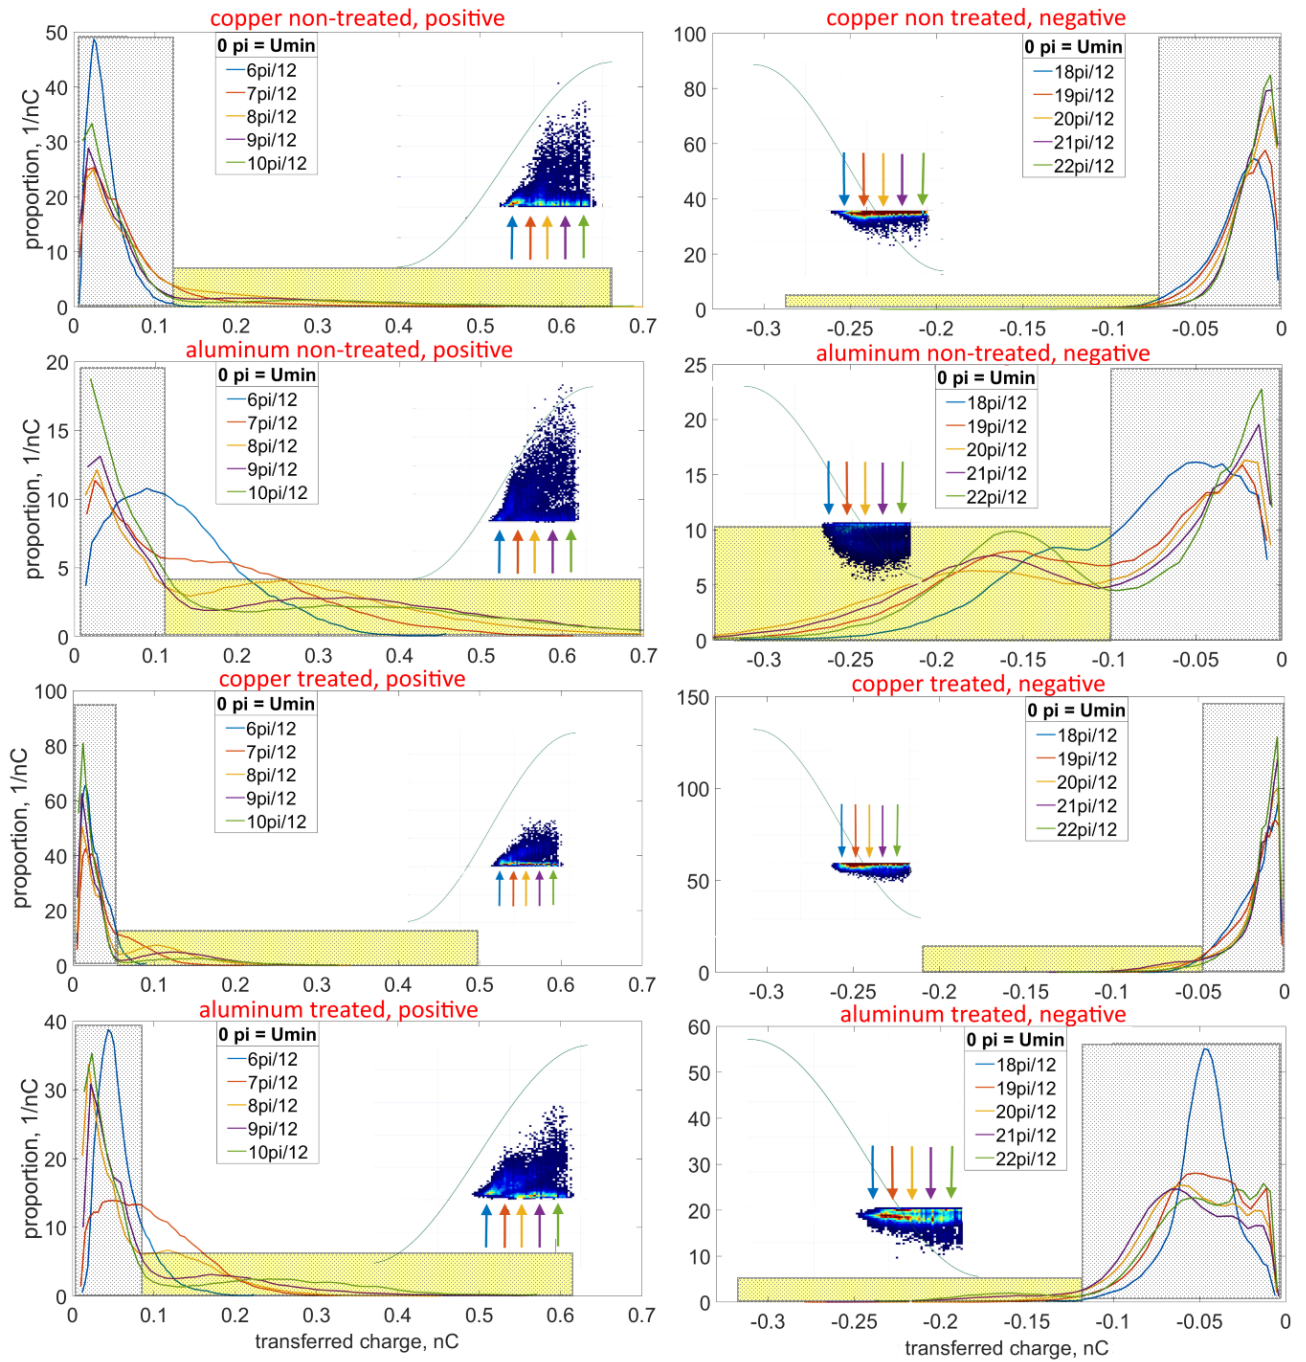 copper non-treated, positive
0 pi = Umin
6pi/12
7pi/12
8pi/12
9pi/12
10pi/12
proportion, 1/nC
50
40
30
20
10
0
0 0.1 0.2 0.3 0.4 0.5 0.6 0.7
copper non treated, negative
0 pi = Umin
18pi/12
19pi/12
20pi/12
21pi/12
22pi/12
100
80
60
40
20
0
-0.3 -0.25 -0.2 -0.15 -0.1 -0.05 0
aluminum non-treated, positive
0 pi = Umin
6pi/12
7pi/12
8pi/12
9pi/12
10pi/12
proportion, 1/nC
20
15
10
5
0
0 0.1 0.2 0.3 0.4 0.5 0.6 0.7
aluminum non-treated, negative
0 pi = Umin
18pi/12
19pi/12
20pi/12
21pi/12
22pi/12
25
20
15
10
5
0
-0.3 -0.25 -0.2 -0.15 -0.1 -0.05 0
copper treated, positive
0 pi = Umin
6pi/12
7pi/12
8pi/12
9pi/12
10pi/12
proportion, 1/nC
100
80
60
40
20
0
0 0.1 0.2 0.3 0.4 0.5 0.6 0.7
copper treated, negative
0 pi = Umin
18pi/12
19pi/12
20pi/12
21pi/12
22pi/12
150
100
50
0
-0.3 -0.25 -0.2 -0.15 -0.1 -0.05 0
aluminum treated, positive
0 pi = Umin
6pi/12
7pi/12
8pi/12
9pi/12
10pi/12
proportion, 1/nC
40
30
20
10
0
0 0.1 0.2 0.3 0.4 0.5 0.6 0.7
transferred charge, nC
aluminum treated, negative
0 pi = Umin
18pi/12
19pi/12
20pi/12
21pi/12
22pi/12
60
50
40
30
20
10
0
-0.3 -0.25 -0.2 -0.15 -0.1 -0.05 0
transferred charge, nC